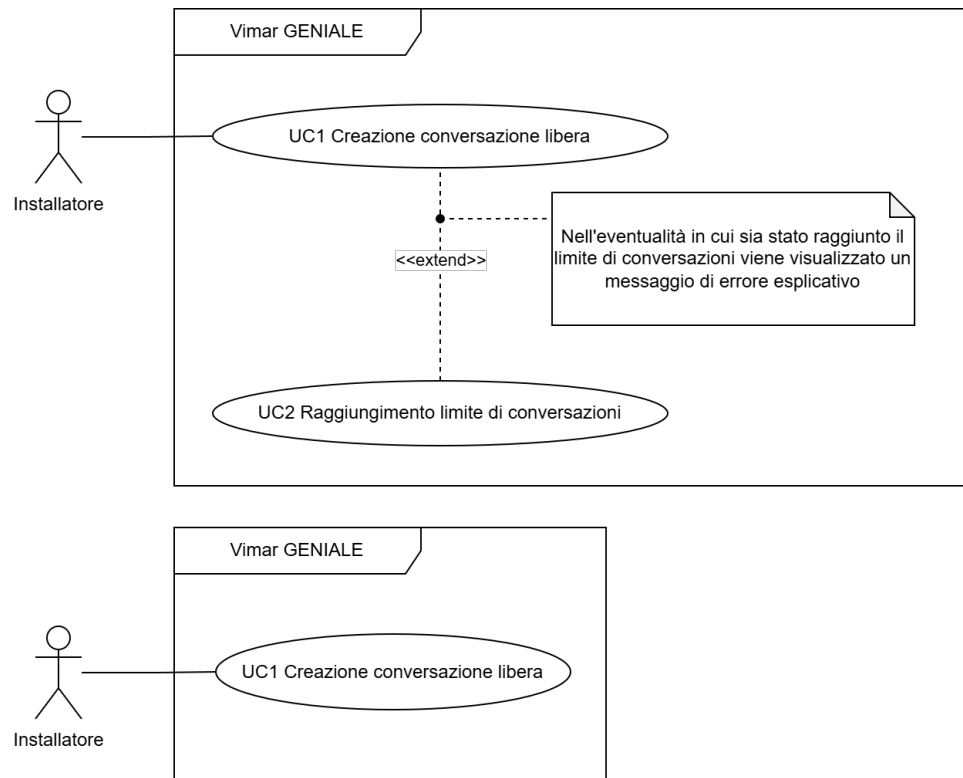 Vimar GENIALE
UC1 Creazione conversazione libera
Installatore
Nell'eventualità in cui sia stato raggiunto il
limite di conversazioni viene visualizzato un
messaggio di errore esplicativo
<<extend>>
UC2 Raggiungimento limite di conversazioni
Vimar GENIALE
UC1 Creazione conversazione libera
Installatore